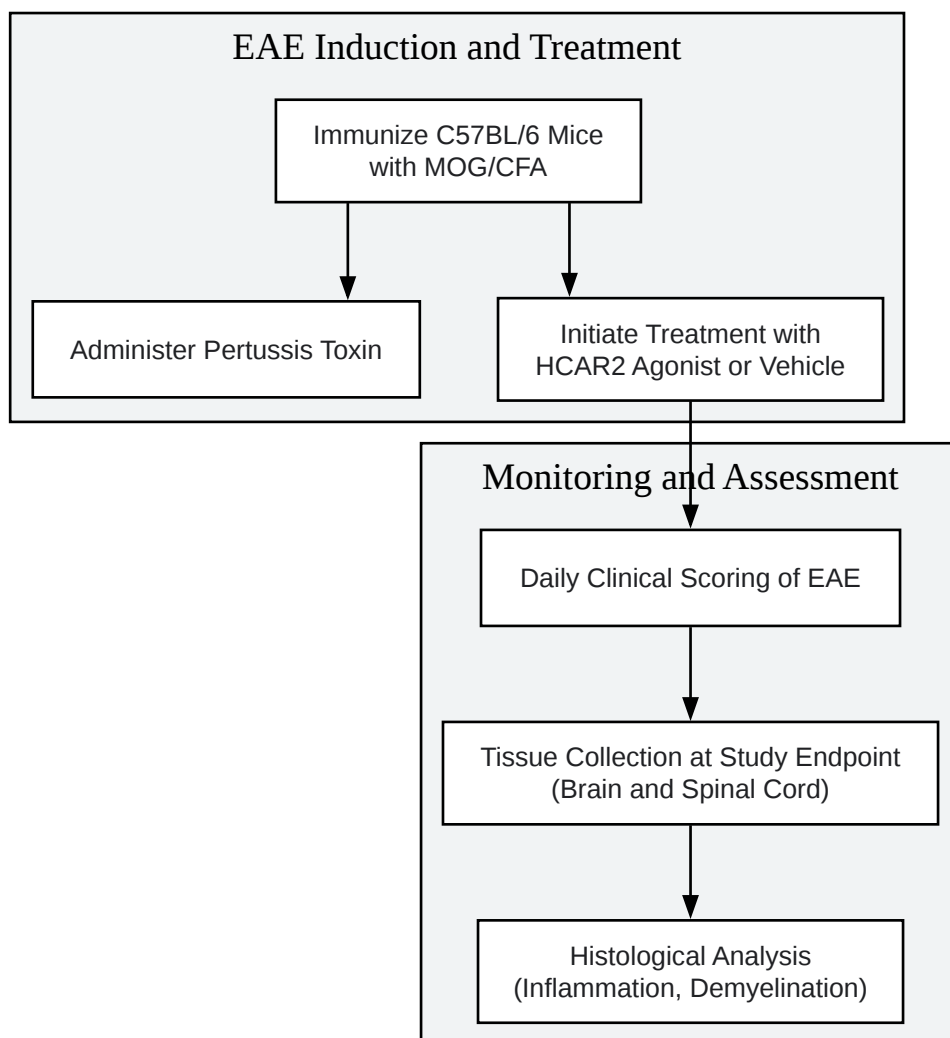 EAE Induction and Treatment
Immunize C57BL/6 Mice
with MOG/CFA
Administer Pertussis Toxin
Initiate Treatment with
HCAR2 Agonist or Vehicle
Monitoring and Assessment
Daily Clinical Scoring of EAE
Tissue Collection at Study Endpoint
(Brain and Spinal Cord)
Histological Analysis
(Inflammation, Demyelination)